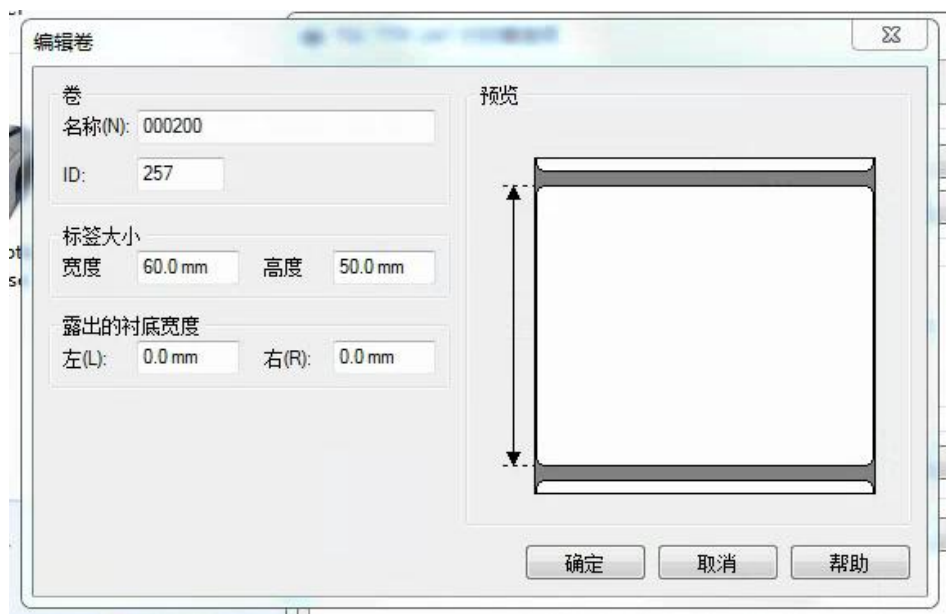 编辑卷
卷
名称(N): 000200
ID: 257
标签大小
宽度 60.0 mm 高度 50.0 mm
露出的衬底宽度
左(L): 0.0 mm 右(R): 0.0 mm
预览
确定 取消 帮助